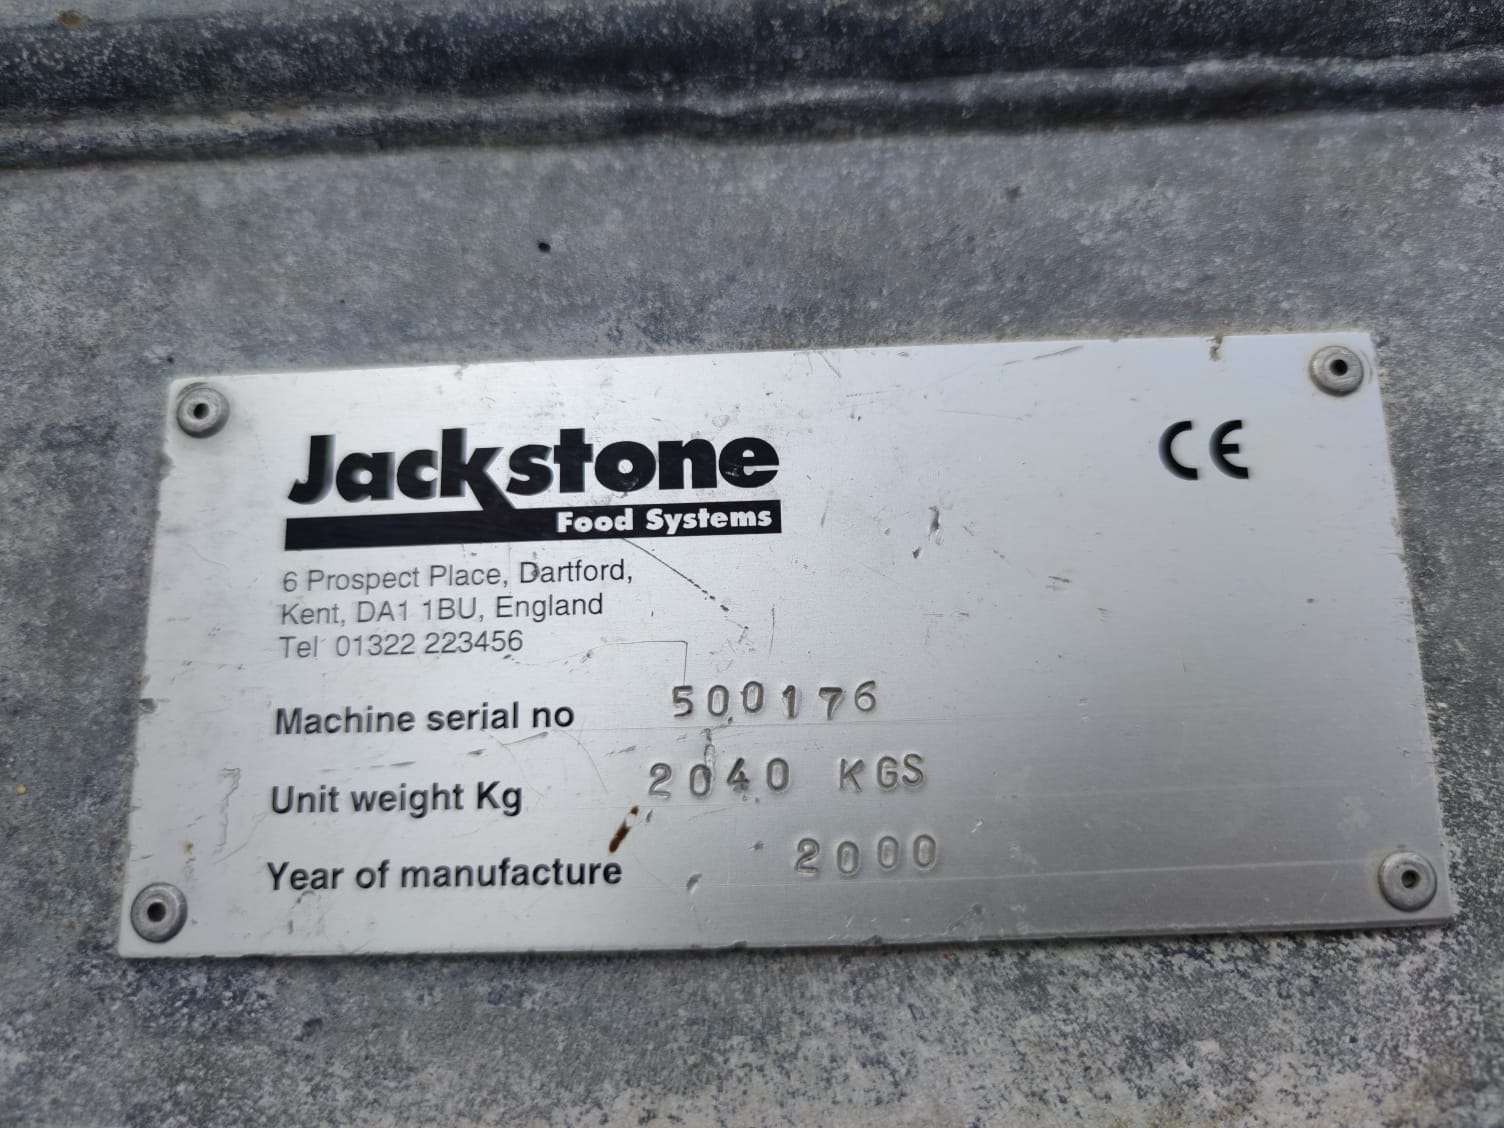 Jackstone
Food Systems
CE
6 Prospect Place, Dartford,
Kent, DA1 1BU, England
Tel 01322 223456
Machine serial no 500176
Unit weight Kg 2040 KGS
Year of manufacture 2000